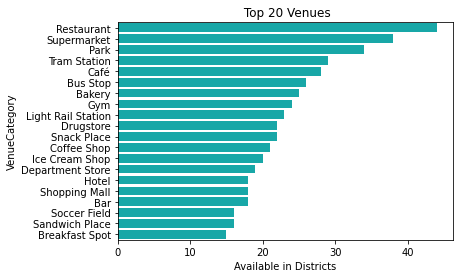 Top 20 Venues
VenueCategory
Restaurant
Supermarket
Park
Tram Station
Café
Bus Stop
Bakery
Gym
Light Rail Station
Drugstore
Snack Place
Coffee Shop
Ice Cream Shop
Department Store
Hotel
Shopping Mall
Bar
Soccer Field
Sandwich Place
Breakfast Spot
0 10 20 30 40
Available in Districts